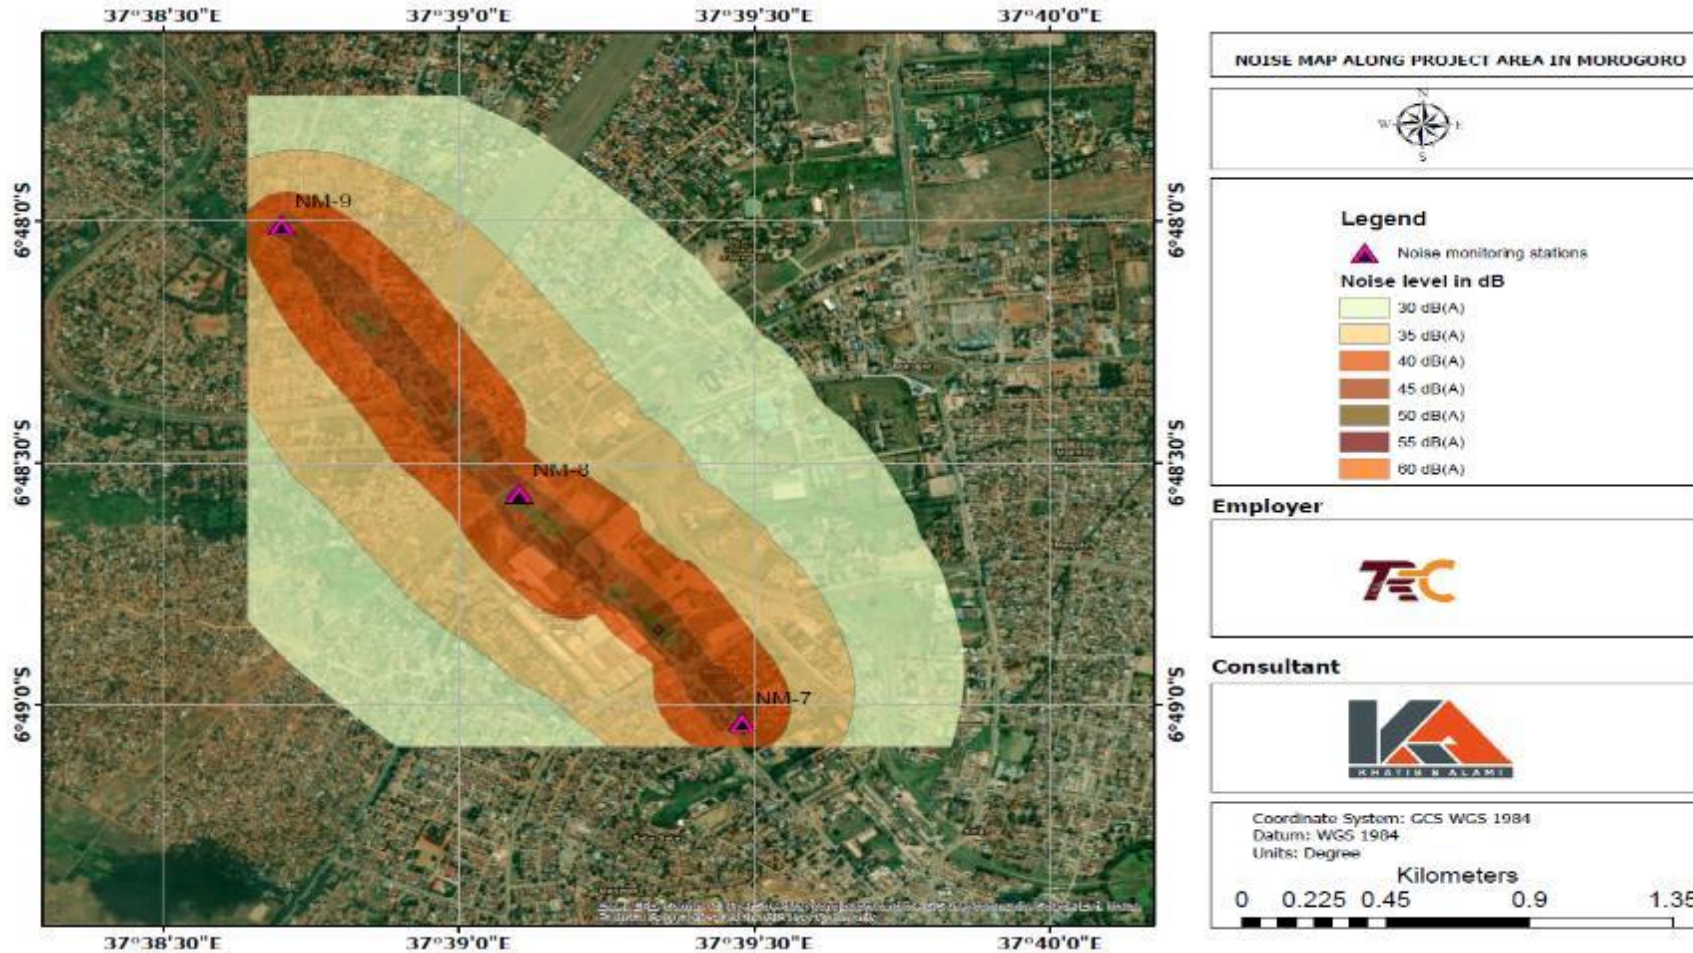 37°38'30"E 37°39'0"E 37°39'30"E 37°40'0"E
NOISE MAP ALONG PROJECT AREA IN MOROGORO
N
W E
S
6°48'0"S
6°48'30"S
6°49'0"S
NM-9
NM-8
NM-7
6°48'0"S
6°48'30"S
6°49'0"S
Legend
Noise monitoring stations
Noise level in dB
30 dB(A)
35 dB(A)
40 dB(A)
45 dB(A)
50 dB(A)
55 dB(A)
60 dB(A)
Employer
TRC
Consultant
KHATIB & ALAMI
Coordinate System: GCS WGS 1984
Datum: WGS 1984
Units: Degree
Kilometers
0 0.225 0.45 0.9 1.35
37°38'30"E 37°39'0"E 37°39'30"E 37°40'0"E